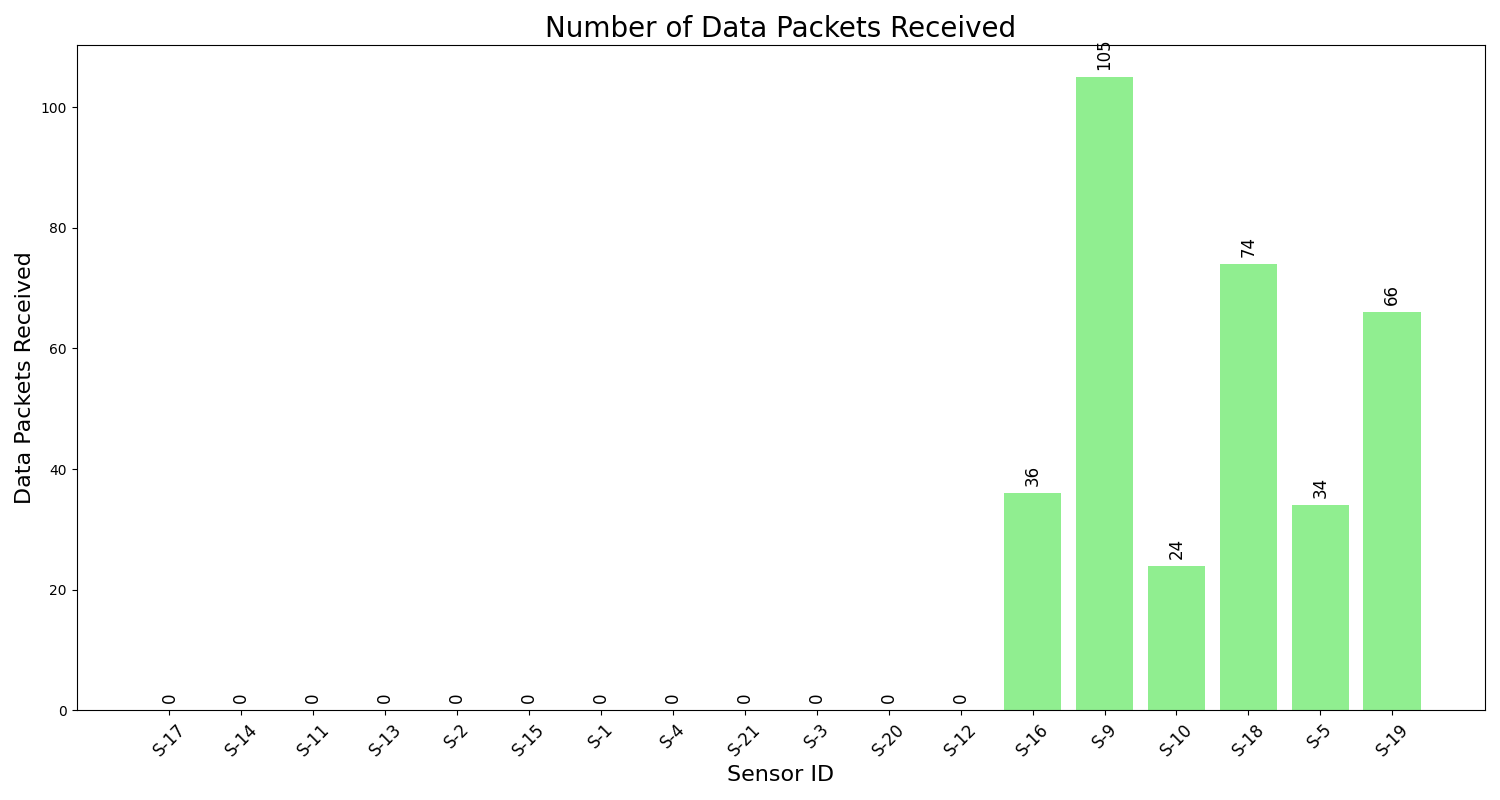 Number of Data Packets Received
Data Packets Received
100
80
60
40
20
0
0 0 0 0 0 0 0 0 0 0 0 0 36 105 24 74 34 66
S-17 S-14 S-11 S-13 S-2 S-15 S-1 S-4 S-21 S-3 S-20 S-12 S-16 S-9 S-10 S-18 S-5 S-19
Sensor ID